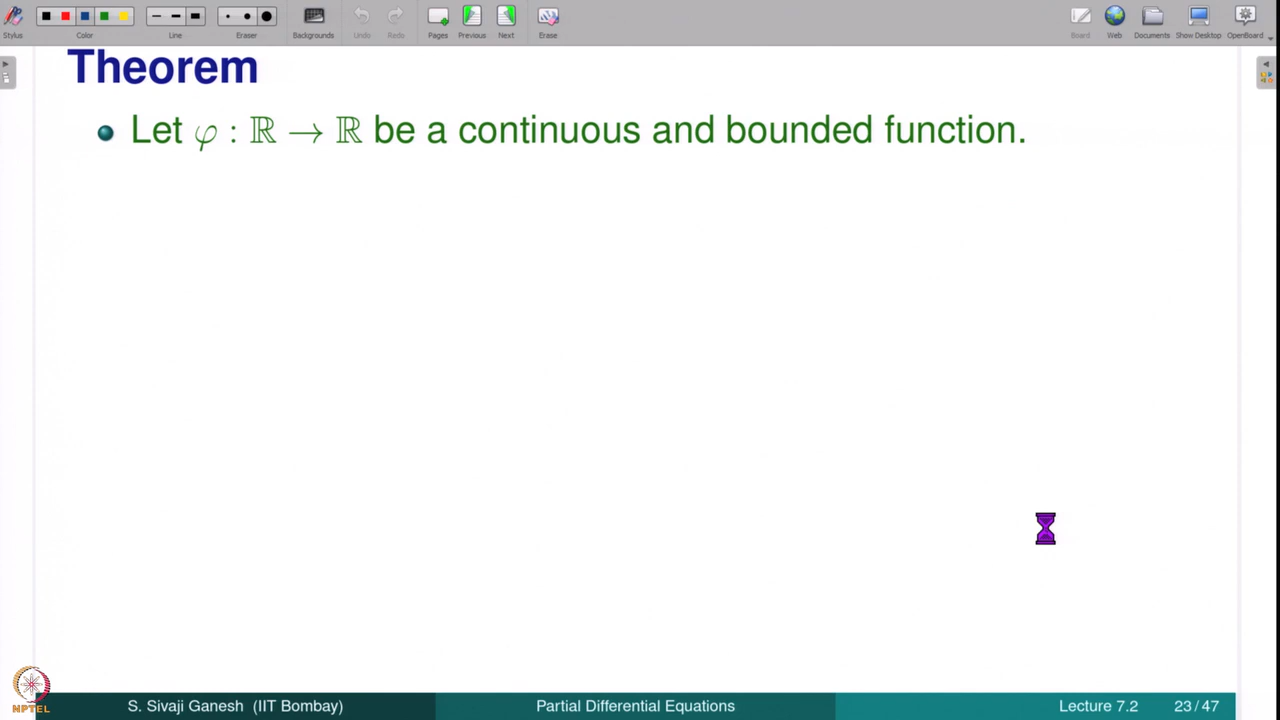 Stylus Color Line Eraser Backgrounds Undo Redo Pages Previous Next Erase Board Web Documents Show Desktop OpenBoard
Theorem
Let φ : ℝ → ℝ be a continuous and bounded function.
NPTEL
S. Sivaji Ganesh (IIT Bombay) Partial Differential Equations Lecture 7.2 23 / 47